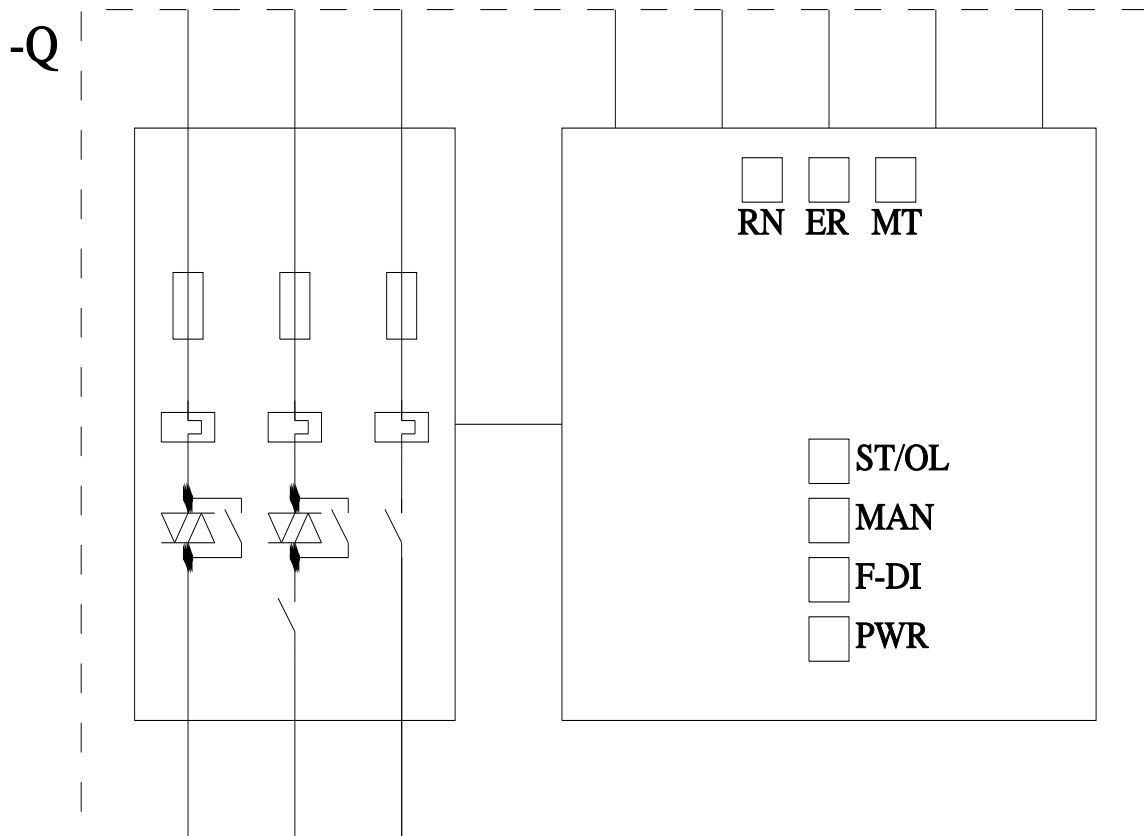 -Q
RN ER MT
ST/OL
MAN
F-DI
PWR